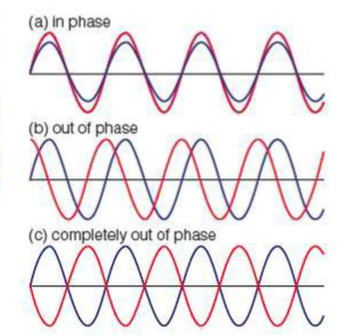 (a) in phase
(b) out of phase
(c) completely out of phase